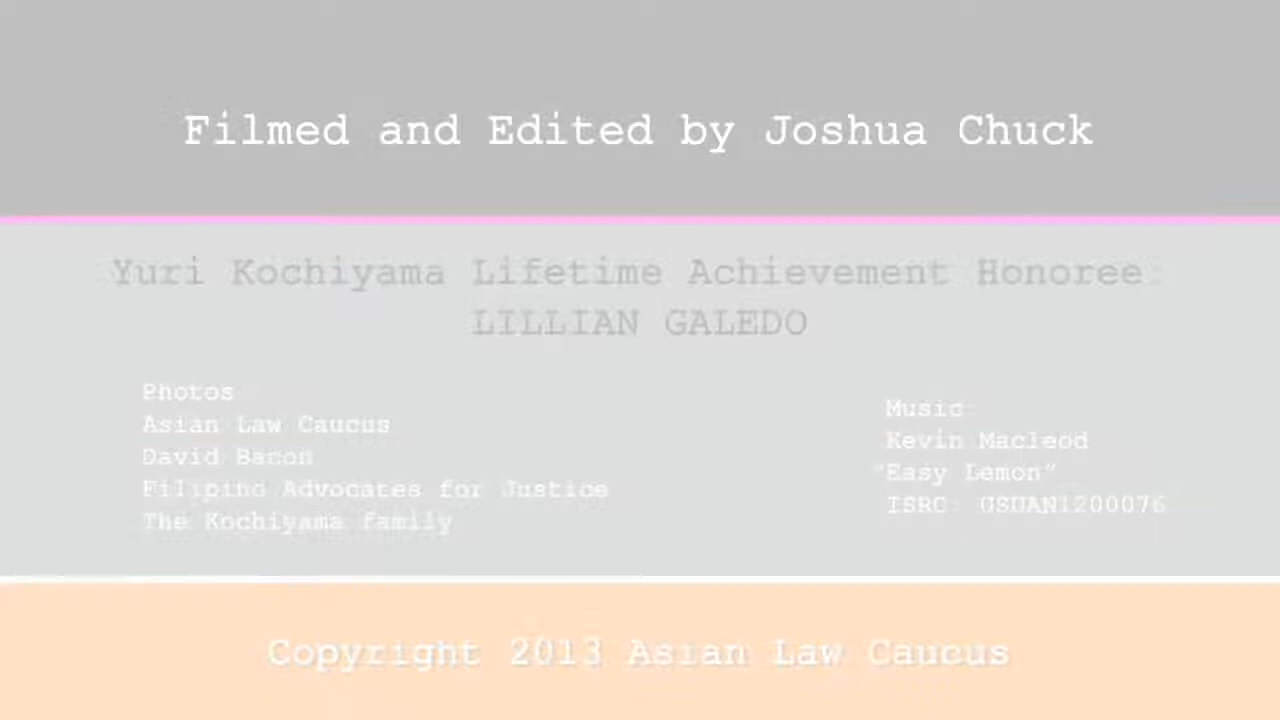 Filmed and Edited by Joshua Chuck
Yuri Kochiyama Lifetime Achievement Honoree:
LILLIAN GALEDO
Photos
Asian Law Caucus
David Bacon
Filipino Advocates for Justice
The Kochiyama family
Music:
Kevin Macleod
"Easy Lemon"
ISRC: USUAN1200076
Copyright 2013 Asian Law Caucus